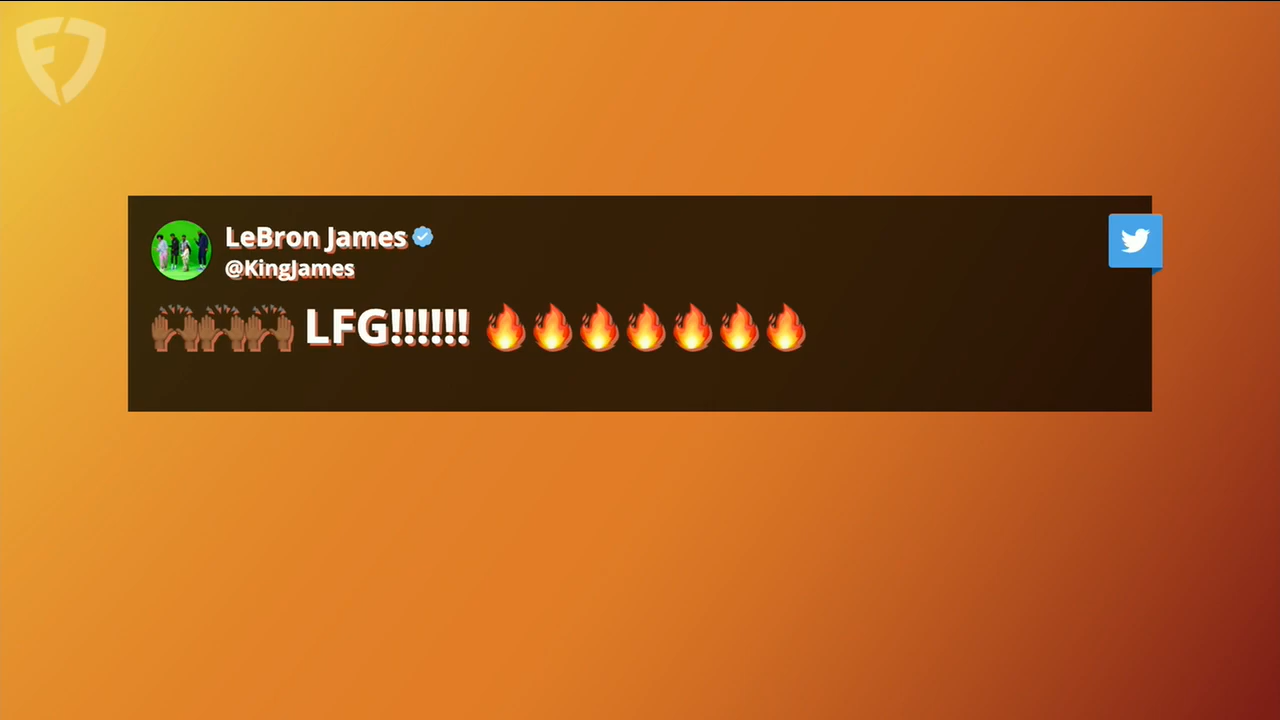 LeBron James
@KingJames
🙌🏾🙌🏾🙌🏾 LFG!!!!!! 🔥🔥🔥🔥🔥🔥🔥